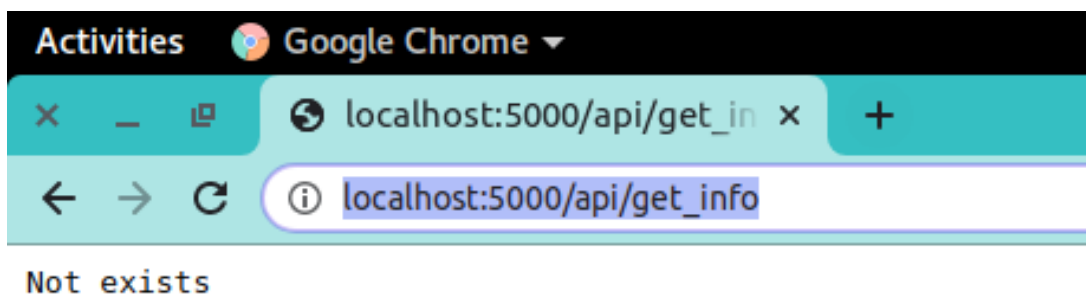 Activities Google Chrome
localhost:5000/api/get_in
localhost:5000/api/get_info
Not exists